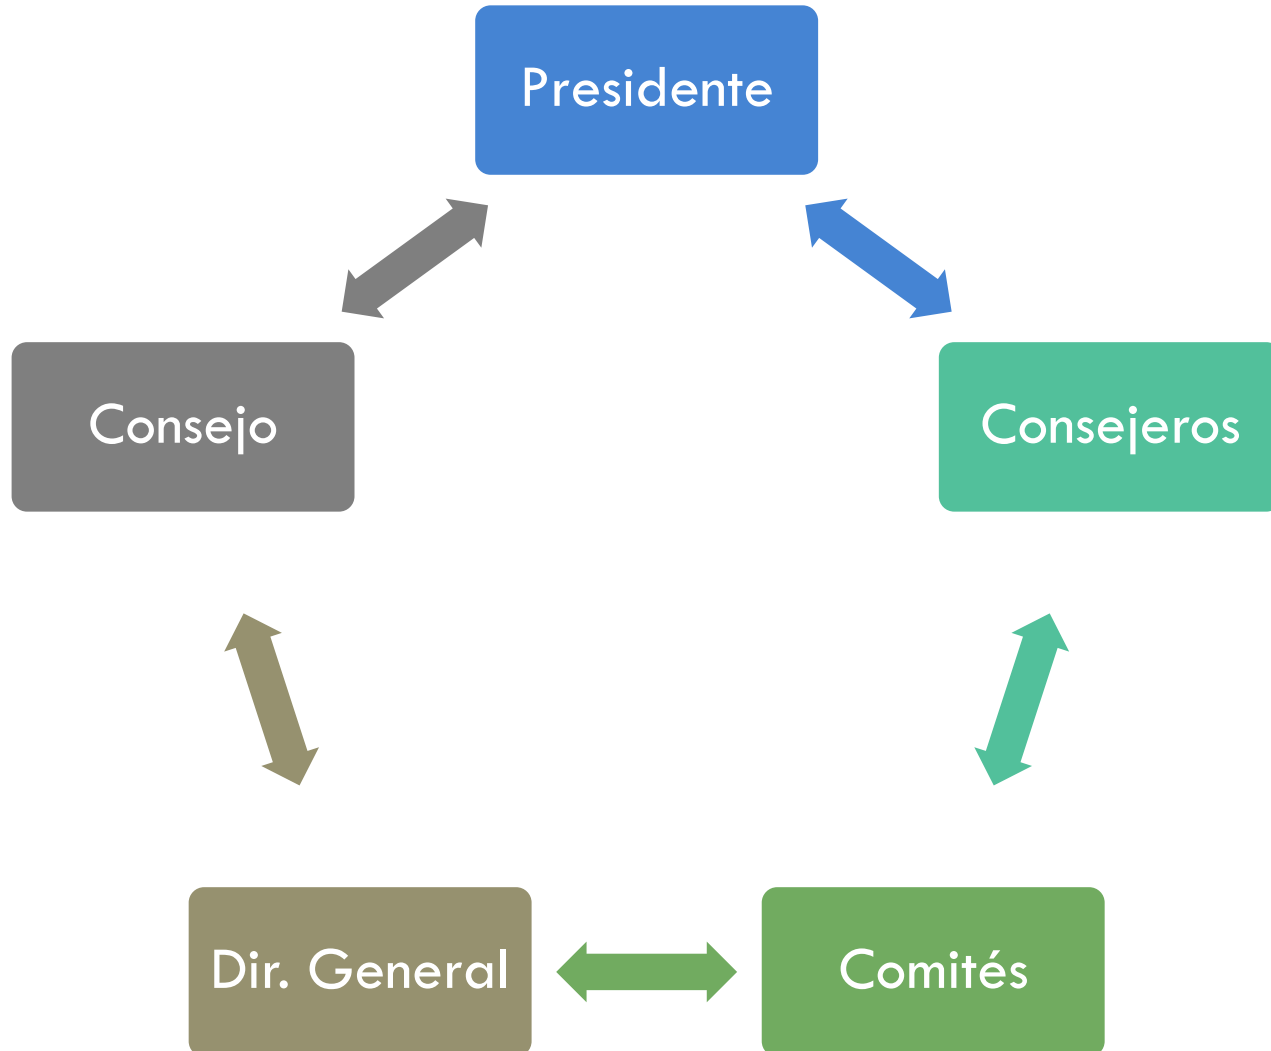 Presidente
Consejo
Consejeros
Dir. General
Comités